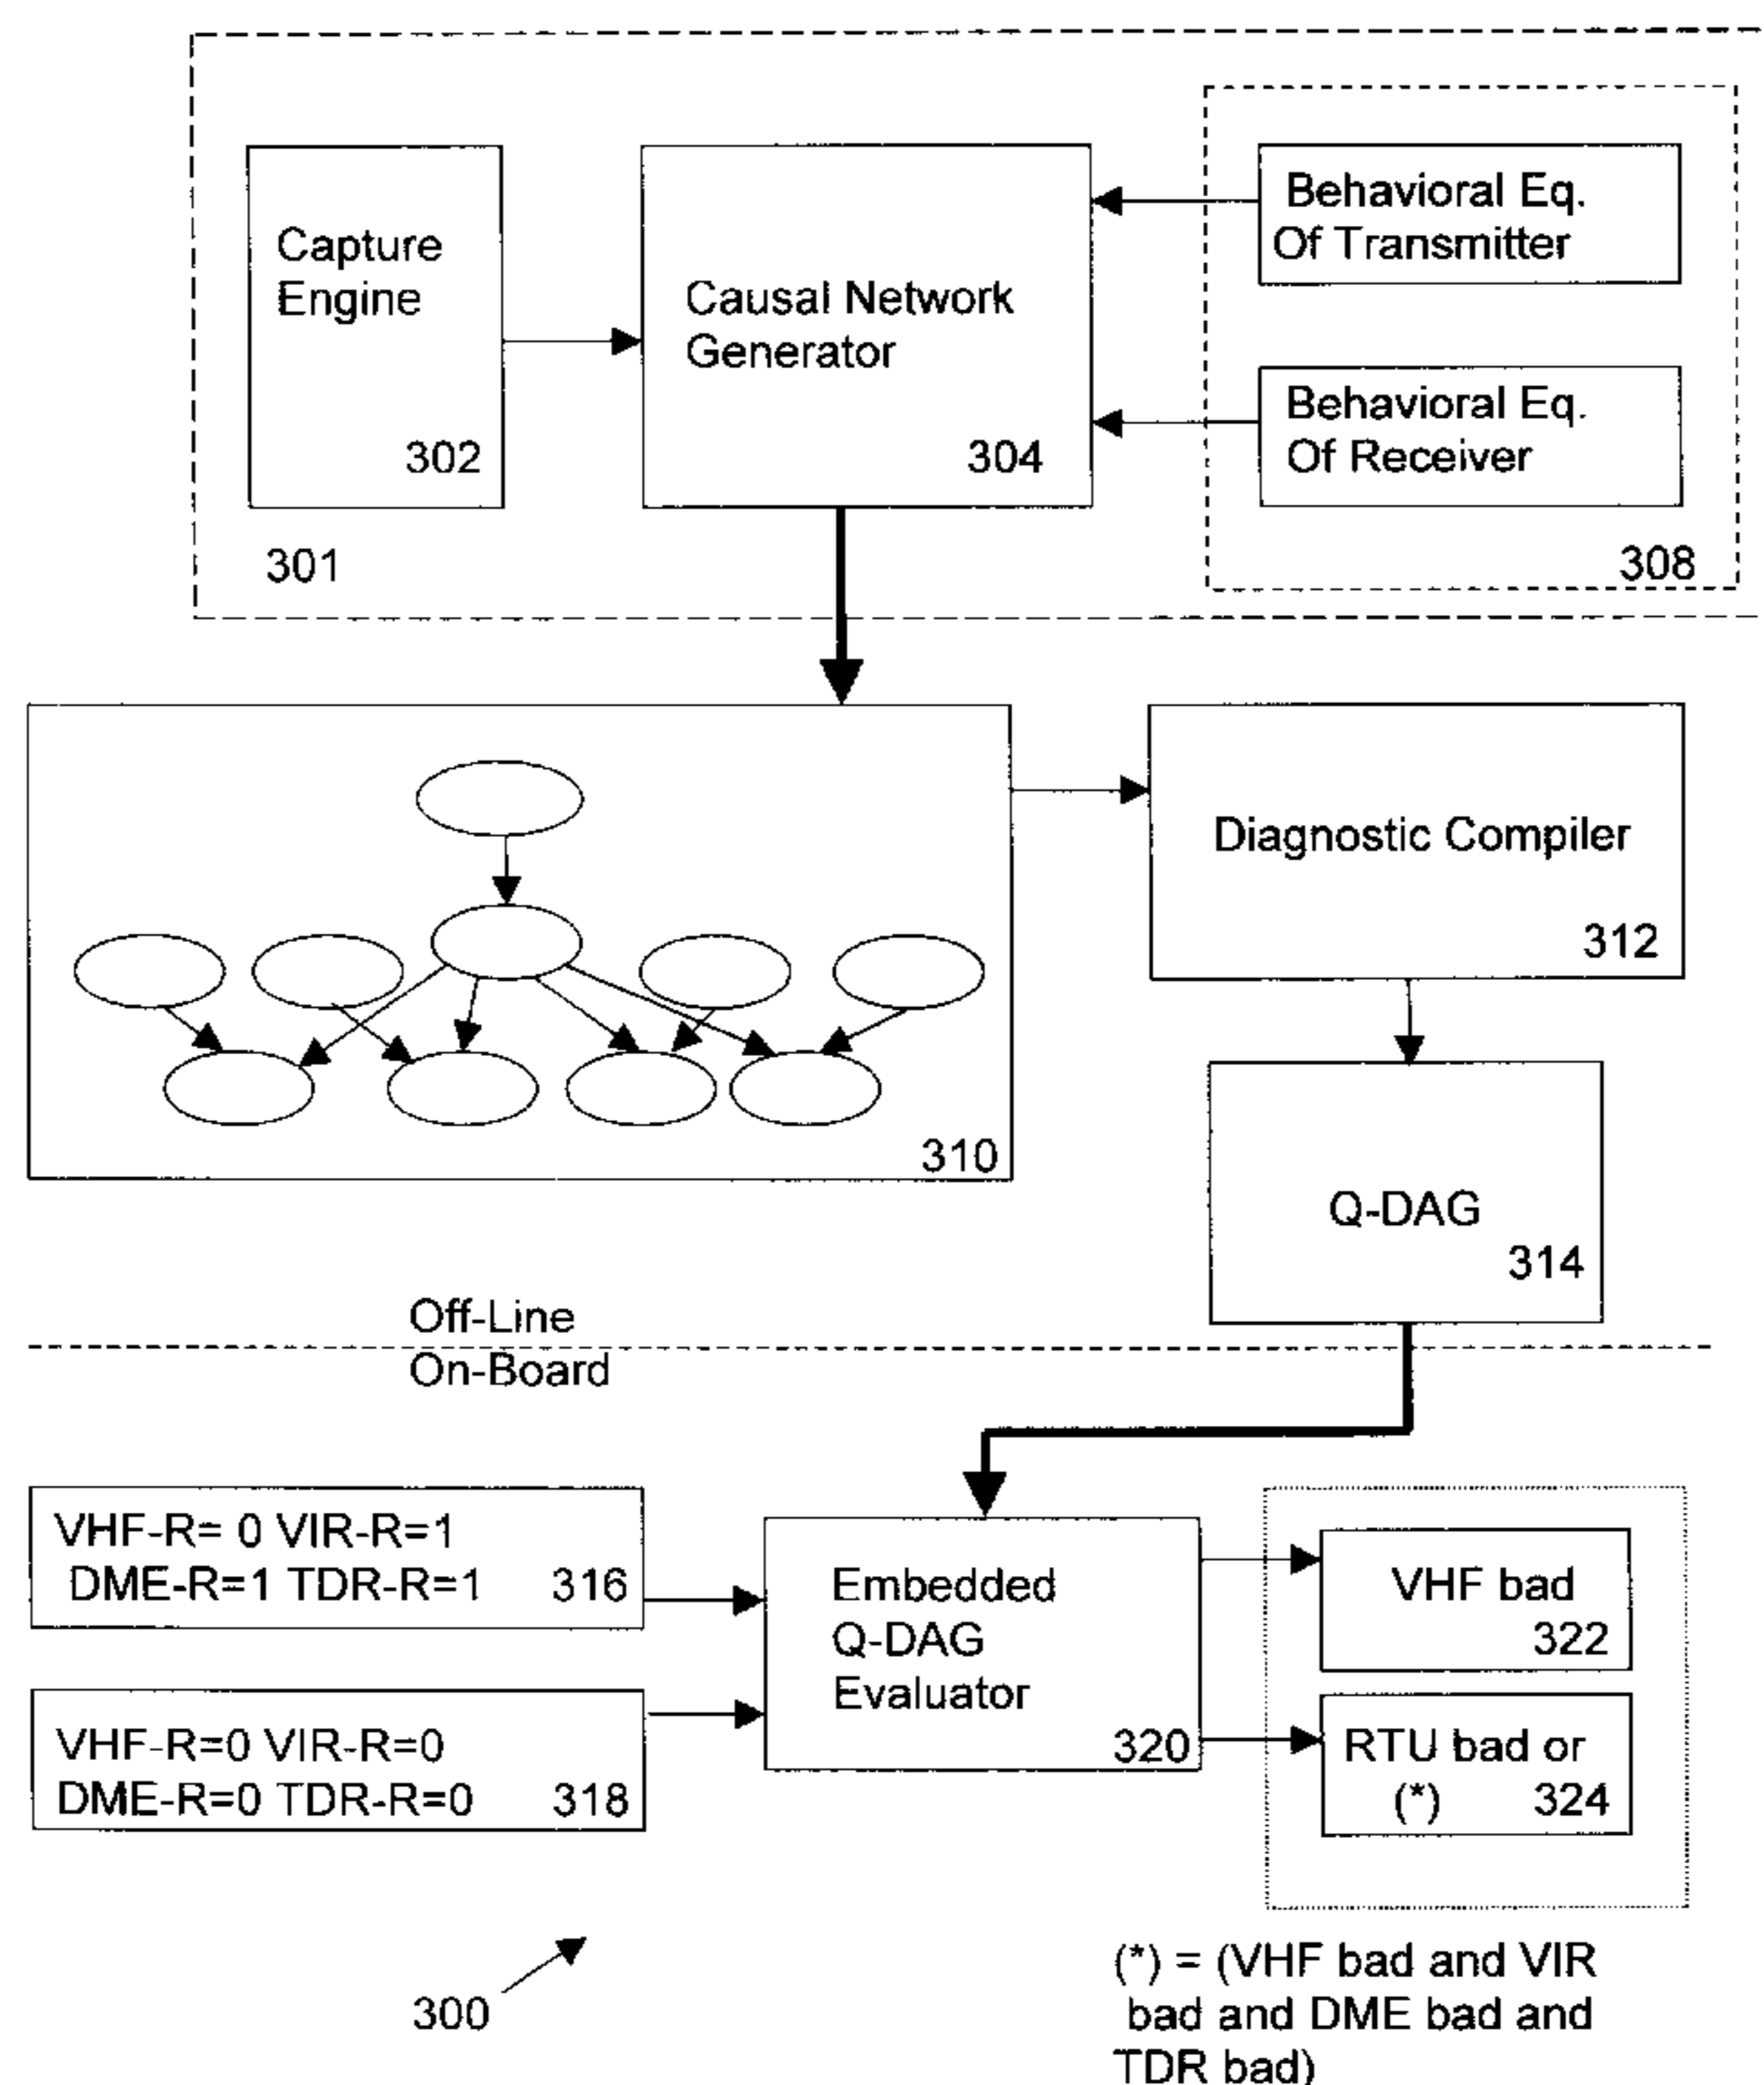 Capture
Engine
302
Causal Network
Generator
304
Behavioral Eq.
Of Transmitter
Behavioral Eq.
Of Receiver
308
301
310
Diagnostic Compiler
312
Q-DAG
314
Off-Line
On-Board
VHF-R= 0 VIR-R=1
DME-R=1 TDR-R=1 316
VHF-R=0 VIR-R=0
DME-R=0 TDR-R=0 318
Embedded
Q-DAG
Evaluator
320
VHF bad
322
RTU bad or
(*) 324
300
(*) = (VHF bad and VIR
bad and DME bad and
TDR bad)